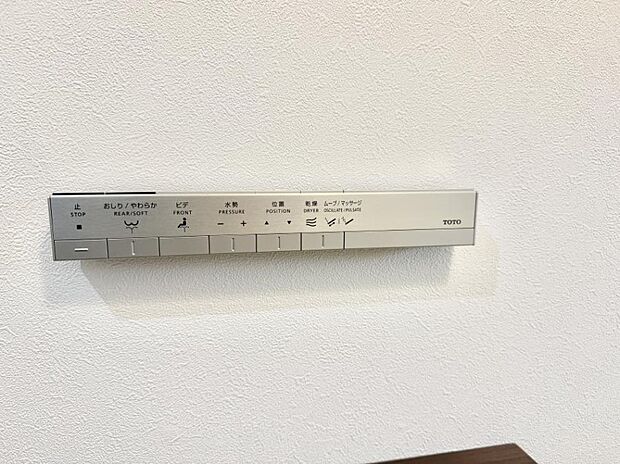 止
STOP
おしり/やわらか
REAR/SOFT
ビデ
FRONT
水勢
PRESSURE
− +
位置
POSITION
乾燥
DRYER
ムーブ/マッサージ
OSCILLATE/PULSATE
TOTO